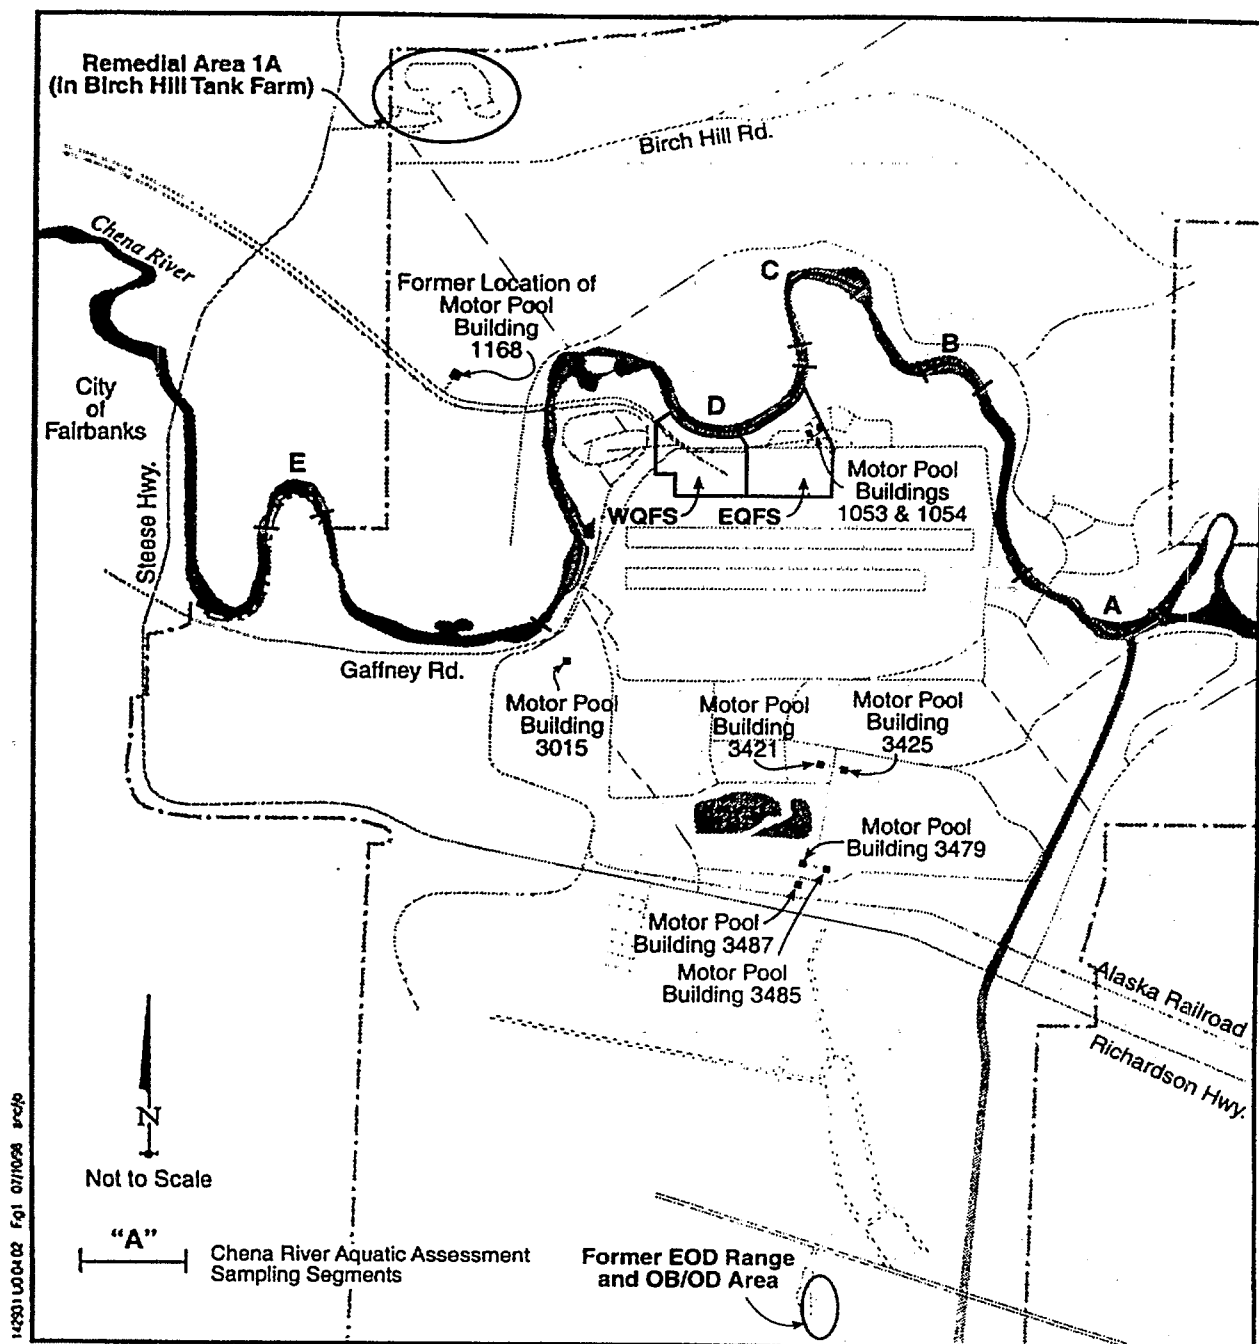 Remedial Area 1A
(in Birch Hill Tank Farm)
Birch Hill Rd.
Chena River
Former Location of
Motor Pool
Building
1168
C
B
City
of
Fairbanks
D
E
Steese Hwy.
Motor Pool
Buildings
1053 & 1054
WQFS
EQFS
A
Gaffney Rd.
Motor Pool
Building
3015
Motor Pool
Building
3421
Motor Pool
Building
3425
Motor Pool
Building 3479
Motor Pool
Building 3487
Motor Pool
Building 3485
Alaska Railroad
Richardson Hwy.
N
Not to Scale
"A"
Chena River Aquatic Assessment
Sampling Segments
Former EOD Range
and OB/OD Area
Fg1 07/10/98